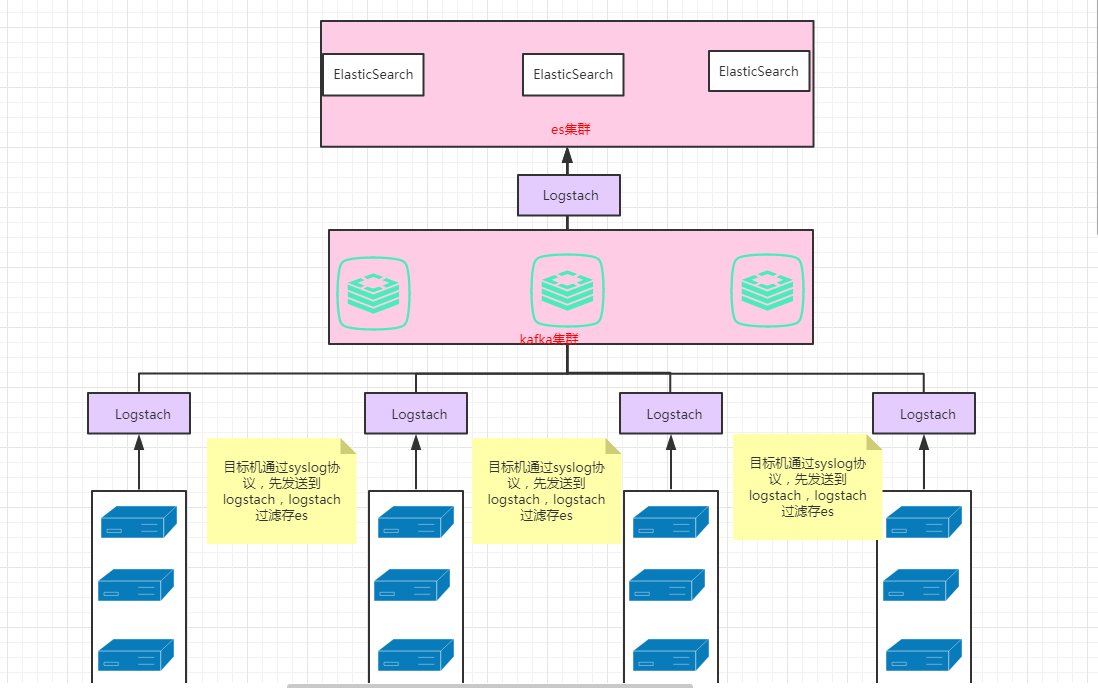 ElasticSearch
ElasticSearch
ElasticSearch
es集群
Logstach
kafka集群
Logstach
Logstach
Logstach
Logstach
目标机通过syslog协
议，先发送到
logstach，logstach
过滤存es
目标机通过syslog协
议，先发送到
logstach，logstach
过滤存es
目标机通过syslog协
议，先发送到
logstach，logstach
过滤存es